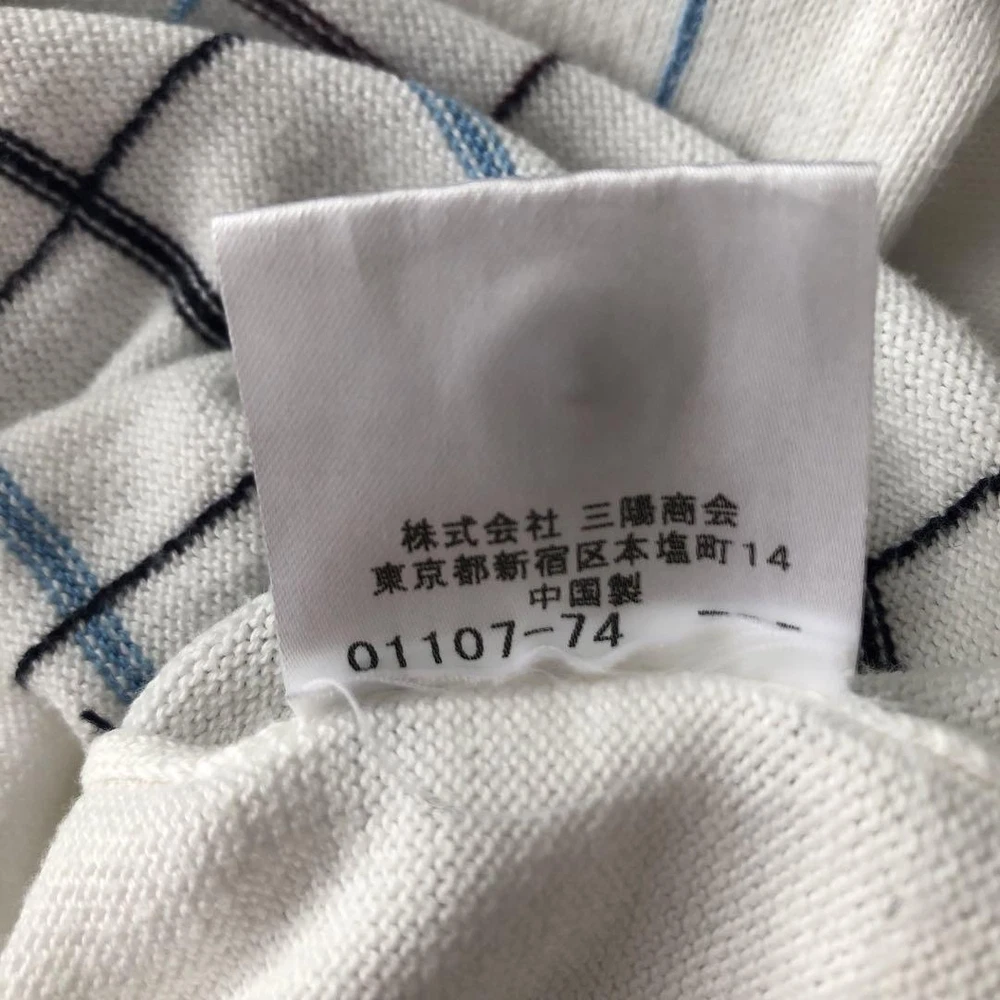 株式会社 三陽商会
東京都新宿区本塩町14
中国製
01107-74